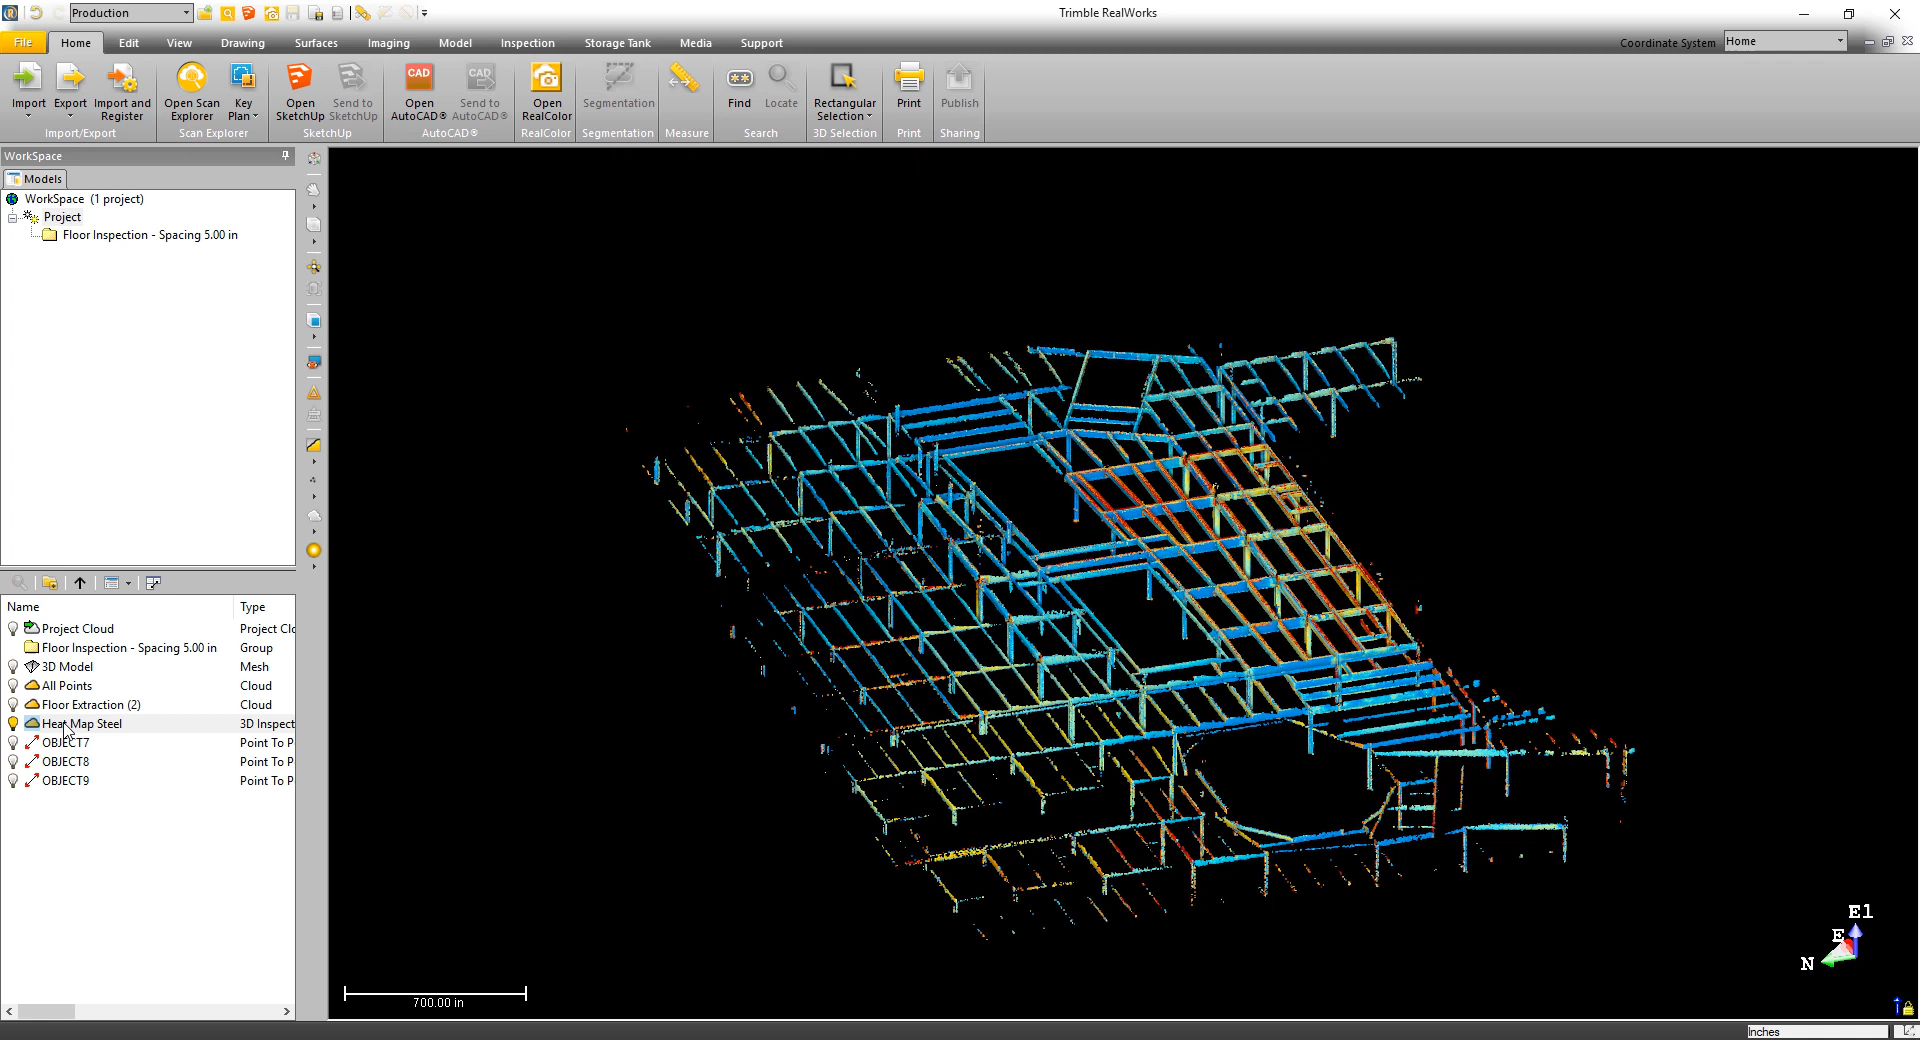 Production
Trimble RealWorks
File Home Edit View Drawing Surfaces Imaging Model Inspection Storage Tank Media Support
Coordinate System Home
Import Export Import and Register
Open Scan Explorer Key Plan
Open SketchUp Send to SketchUp
Open AutoCAD® Send to AutoCAD®
CAD CAD
Open RealColor
Segmentation
Find Locate
Rectangular Selection
Print
Publish
Import/Export Scan Explorer SketchUp AutoCAD® RealColor Segmentation Measure Search 3D Selection Print Sharing
WorkSpace
Models
WorkSpace (1 project)
Project
Floor Inspection - Spacing 5.00 in
Name Type
Project Cloud Project Clo
Floor Inspection - Spacing 5.00 in Group
3D Model Mesh
All Points Cloud
Floor Extraction (2) Cloud
Heat Map Steel 3D Inspect
OBJECT7 Point To P
OBJECT8 Point To P
OBJECT9 Point To P
700.00 in
El
E
N
Inches